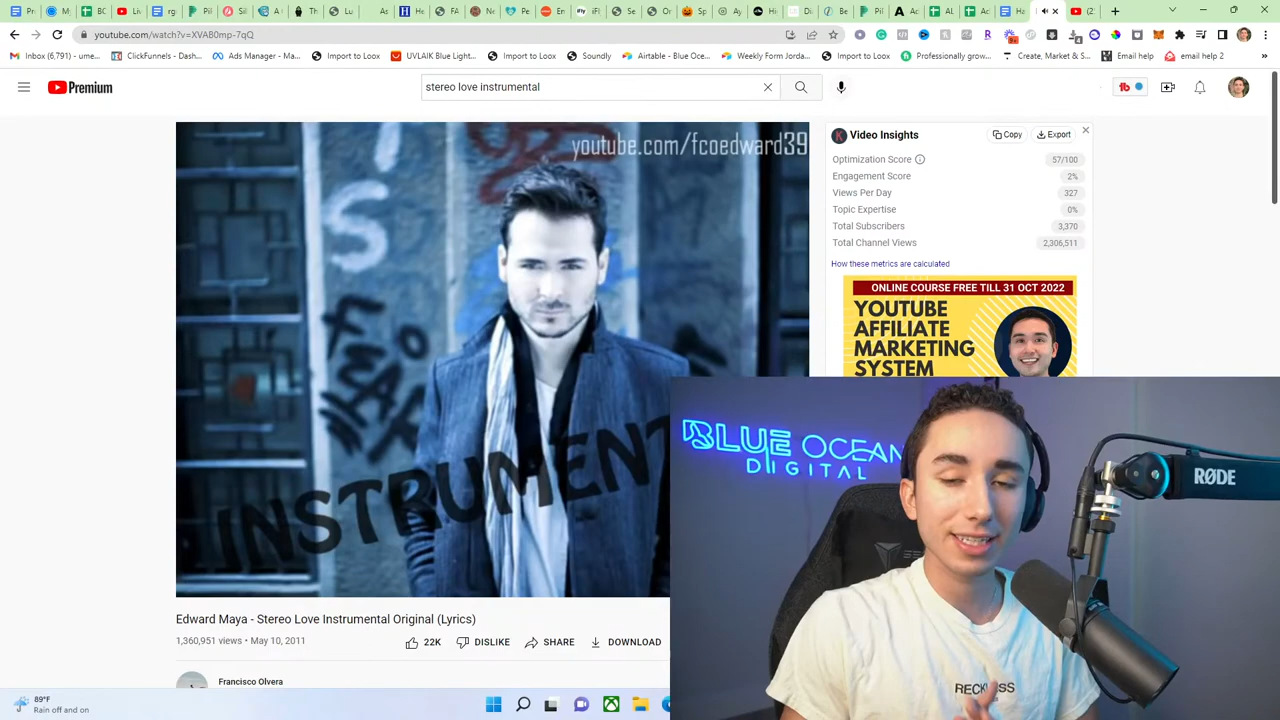 youtube.com/watch?v=XVAB0mp-7qQ
Inbox (6,791) - ume...
ClickFunnels - Dash...
Ads Manager - Ma...
Import to Loox
UVLAIK Blue Light...
Import to Loox
Soundly
Airtable - Blue Oce...
Weekly Form Jorda...
Import to Loox
Professionally grow...
Create, Market & S...
Email help
email help 2
Premium
stereo love instrumental
youtube.com/fcoedward39
INSTRUMENT
Video Insights
Copy
Export
Optimization Score
57/100
Engagement Score
2%
Views Per Day
327
Topic Expertise
0%
Total Subscribers
3,370
Total Channel Views
2,306,511
How these metrics are calculated
ONLINE COURSE FREE TILL 31 OCT 2022
YOUTUBE
AFFILIATE
MARKETING
SYSTEM
BLUE OCEAN
DIGITAL
RØDE
RECKLESS
Edward Maya - Stereo Love Instrumental Original (Lyrics)
1,360,951 views • May 10, 2011
22K
DISLIKE
SHARE
DOWNLOAD
Francisco Olvera
89°F
Rain off and on